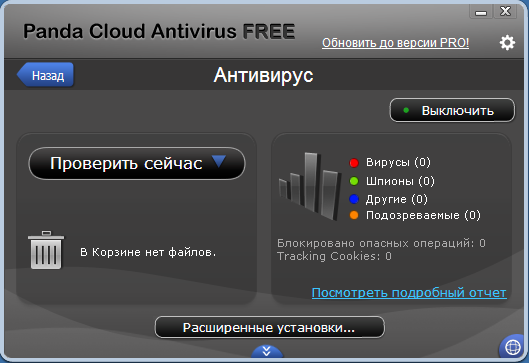 Panda Cloud Antivirus FREE
Обновить до версии PRO!
Назад
Антивирус
Выключить
Проверить сейчас
В Корзине нет файлов.
Вирусы (0)
Шпионы (0)
Другие (0)
Подозреваемые (0)
Блокировано опасных операций: 0
Tracking Cookies: 0
Посмотреть подробный отчет
Расширенные установки...